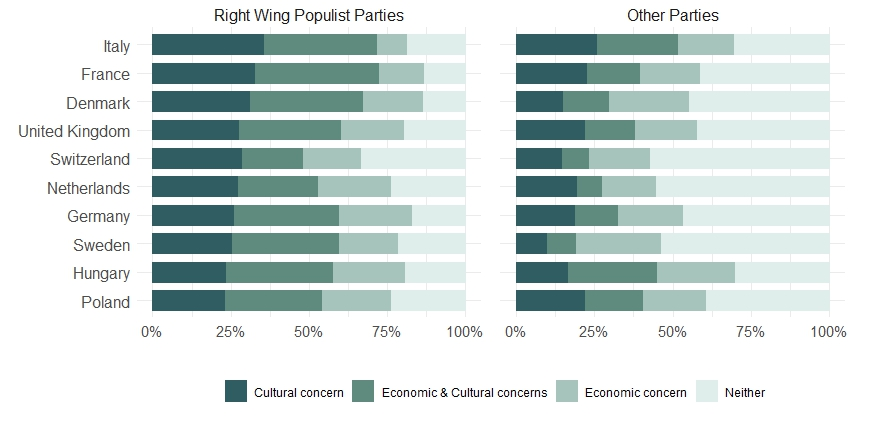 Right Wing Populist Parties Other Parties
Italy
France
Denmark
United Kingdom
Switzerland
Netherlands
Germany
Sweden
Hungary
Poland
0% 25% 50% 75% 100% 0% 25% 50% 75% 100%
Cultural concern Economic & Cultural concerns Economic concern Neither